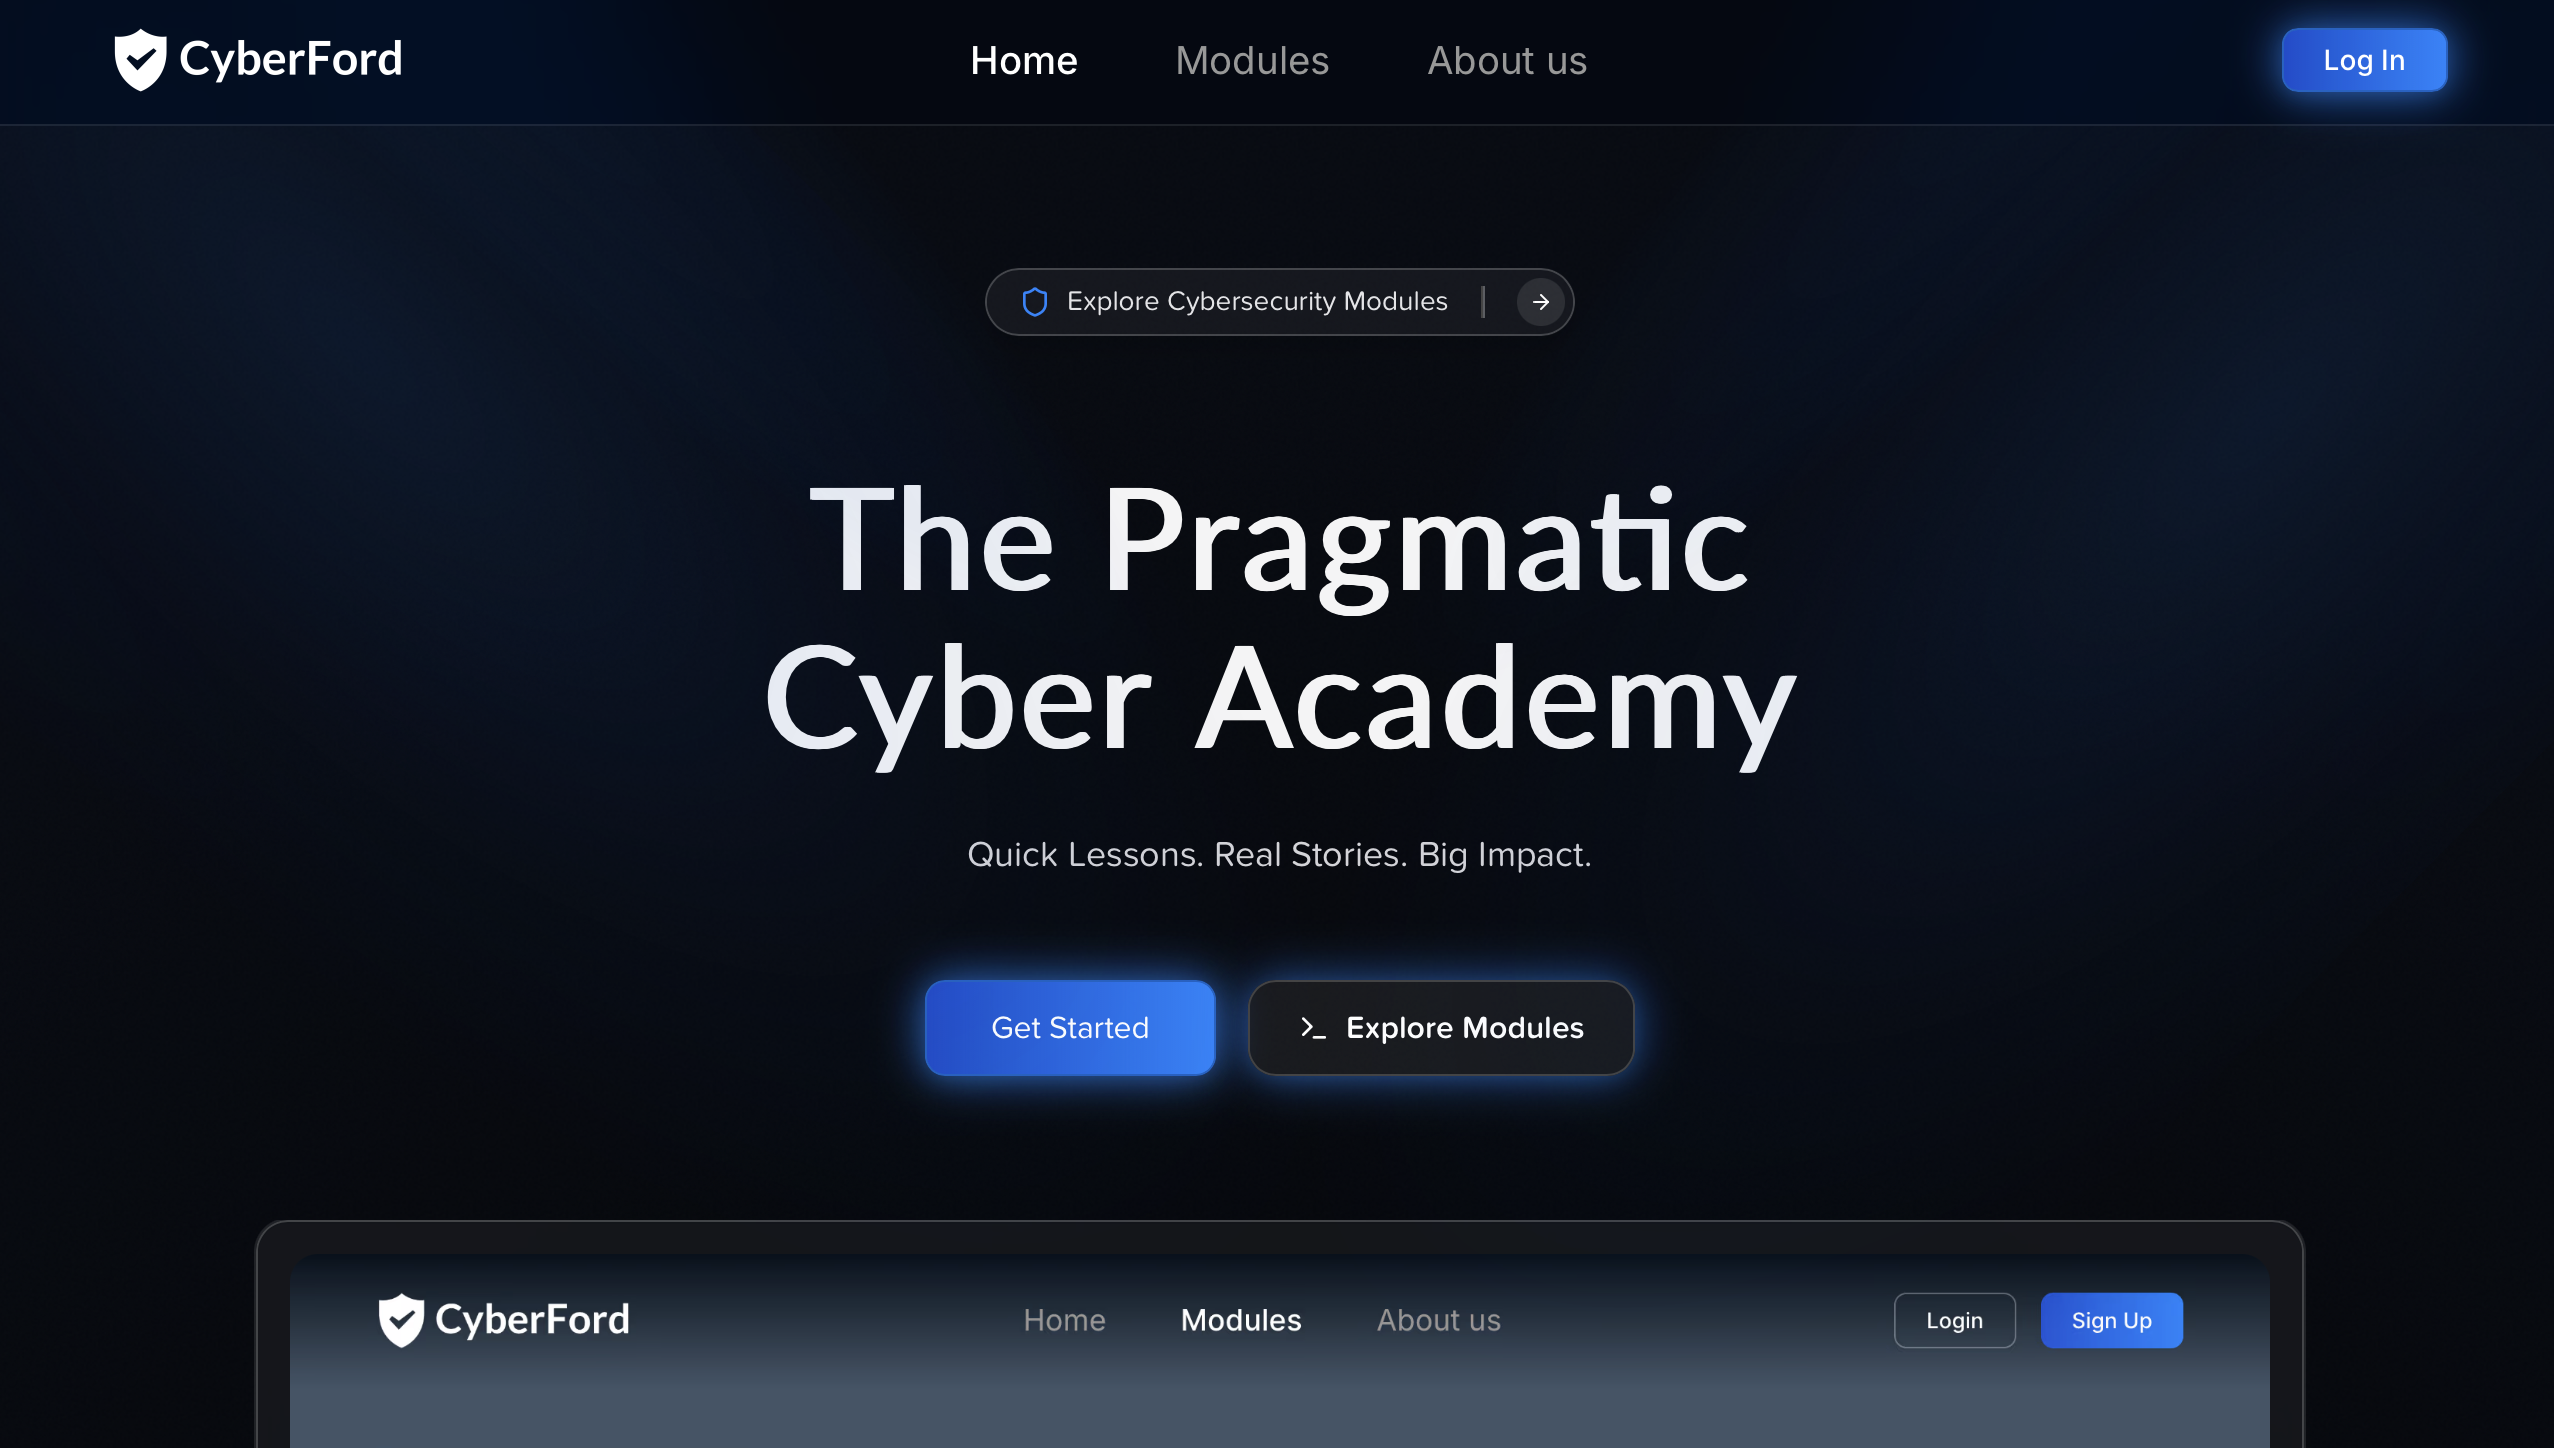 CyberFord
Home Modules About us
Log In
Explore Cybersecurity Modules
The Pragmatic
Cyber Academy
Quick Lessons. Real Stories. Big Impact.
Get Started
Explore Modules
CyberFord
Home Modules About us
Login Sign Up